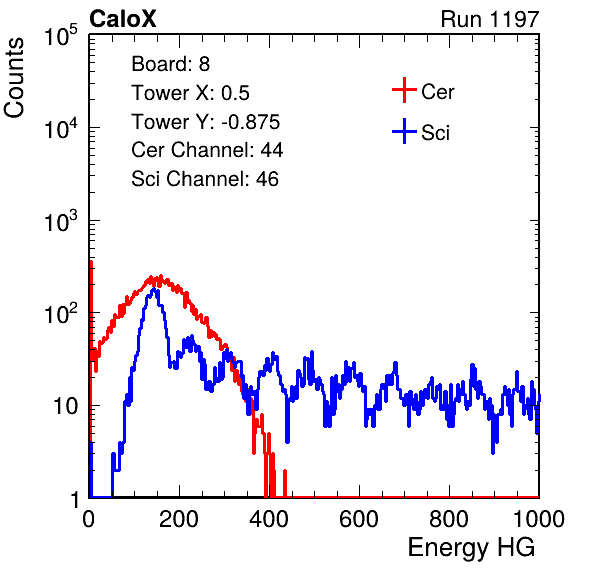 CaloX Run 1197
Counts
Board: 8
Tower X: 0.5
Tower Y: -0.875
Cer Channel: 44
Sci Channel: 46
Cer
Sci
10^5
10^4
10^3
10^2
10
1
0 200 400 600 800 1000
Energy HG